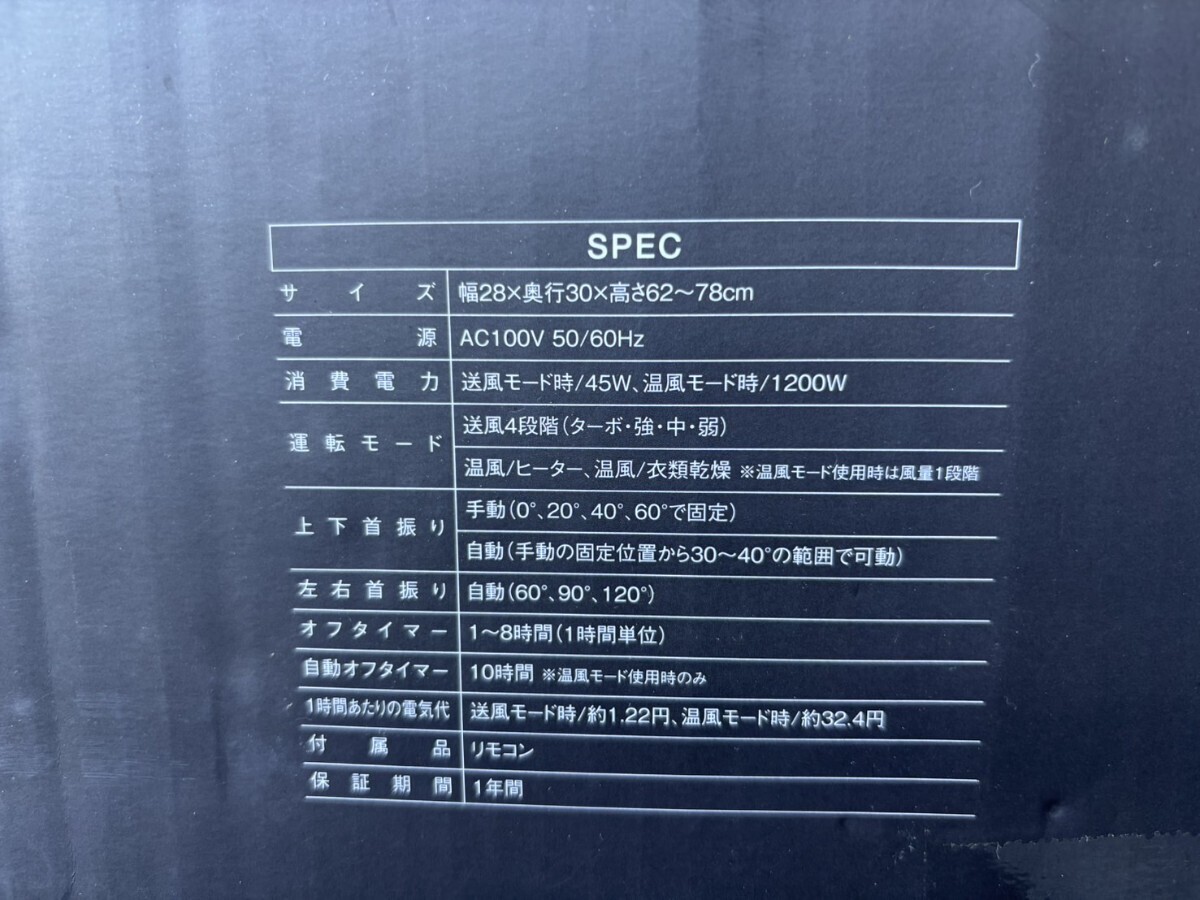 SPEC
サイズ 幅28×奥行30×高さ62〜78cm
電源 AC100V 50/60Hz
消費電力 送風モード時/45W、温風モード時/1200W
運転モード 送風4段階(ターボ・強・中・弱)
温風/ヒーター、温風/衣類乾燥 ※温風モード使用時は風量1段階
上下首振り 手動(0°、20°、40°、60°で固定)
自動(手動の固定位置から30〜40°の範囲で可動)
左右首振り 自動(60°、90°、120°)
オフタイマー 1〜8時間(1時間単位)
自動オフタイマー 10時間 ※温風モード使用時のみ
1時間あたりの電気代 送風モード時/約1.22円、温風モード時/約32.4円
付属品 リモコン
保証期間 1年間